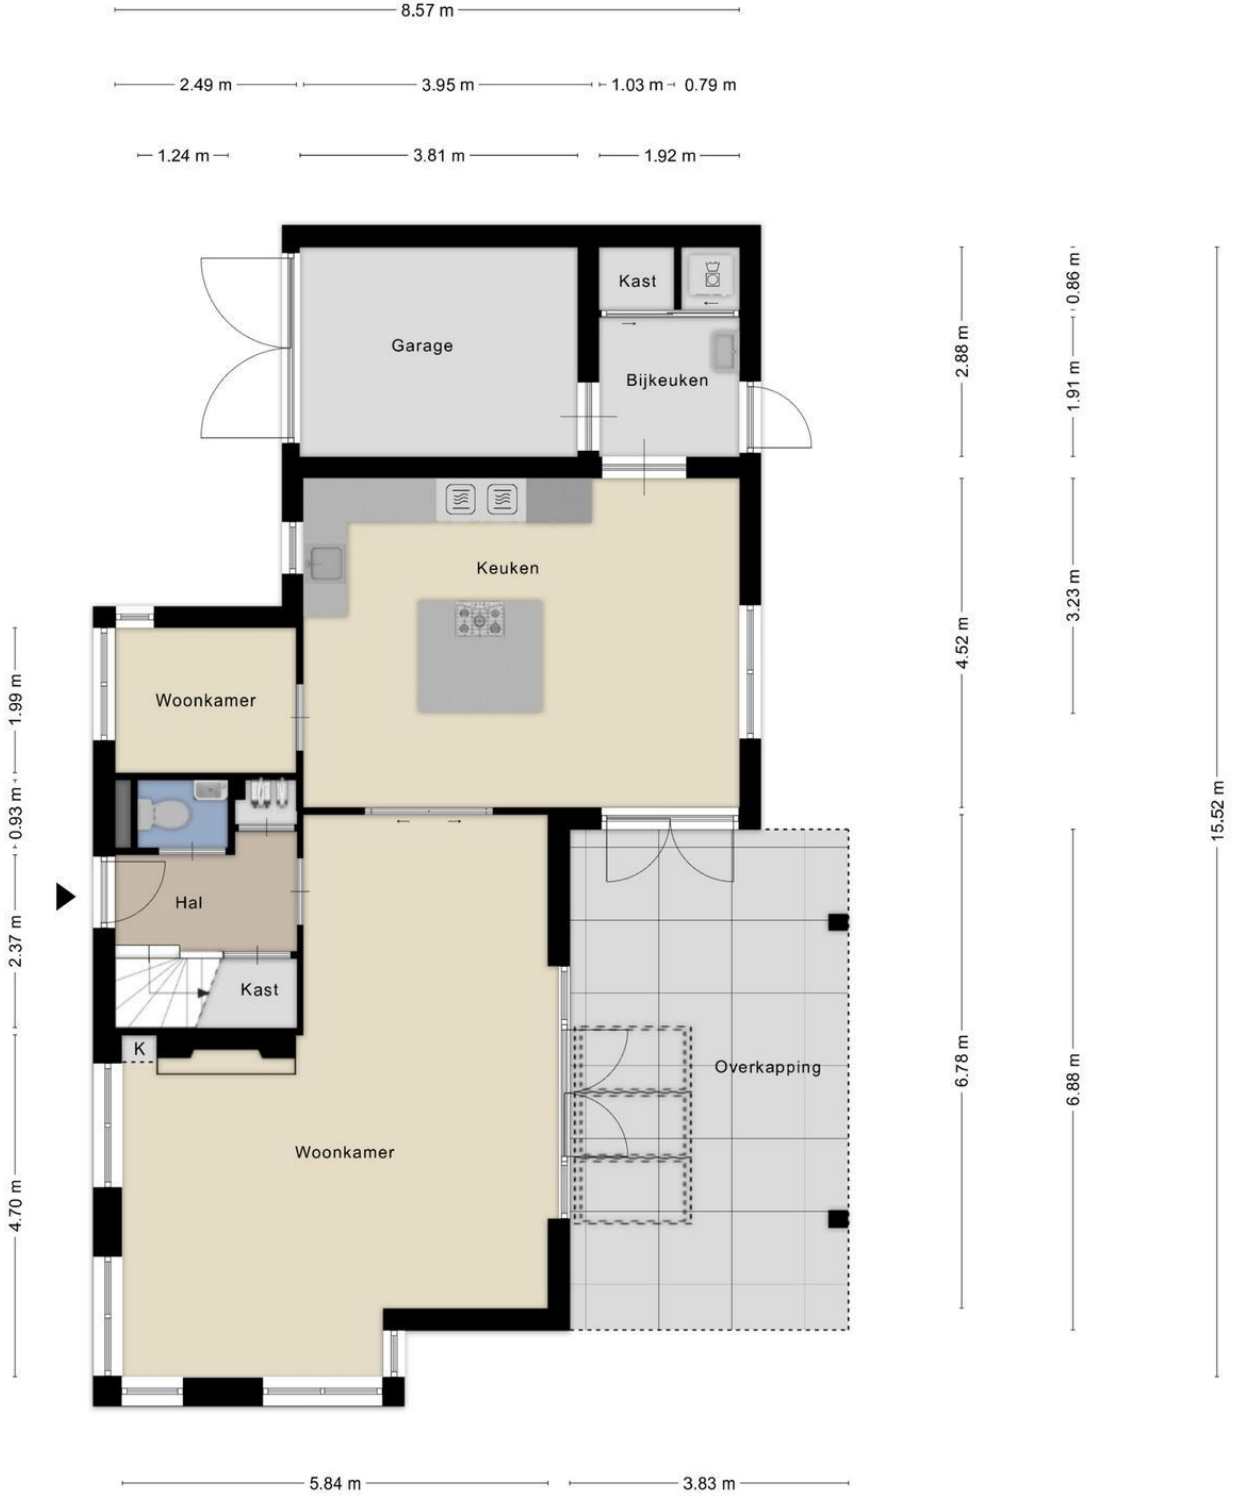 8.57 m
2.49 m 3.95 m 1.03 m 0.79 m
1.24 m 3.81 m 1.92 m
Kast
Garage
Bijkeuken
0.86 m
2.88 m
1.91 m
Keuken
3.23 m
4.52 m
Woonkamer
1.99 m
0.93 m
15.52 m
Hal
2.37 m
Kast
K
Overkapping
6.78 m
6.88 m
Woonkamer
4.70 m
5.84 m 3.83 m